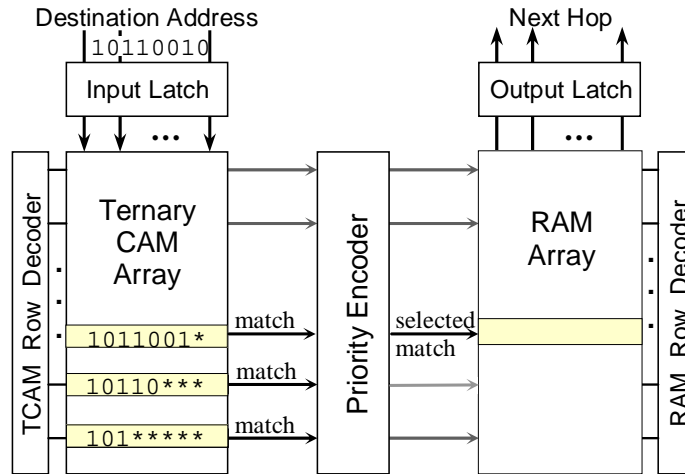 Destination Address
10110010
Input Latch
...
Next Hop
Output Latch
...
TCAM Row Decoder
Ternary
CAM
Array
1011001*
10110***
101*****
match
match
match
Priority Encoder
selected
match
RAM
Array
RAM Row Decoder